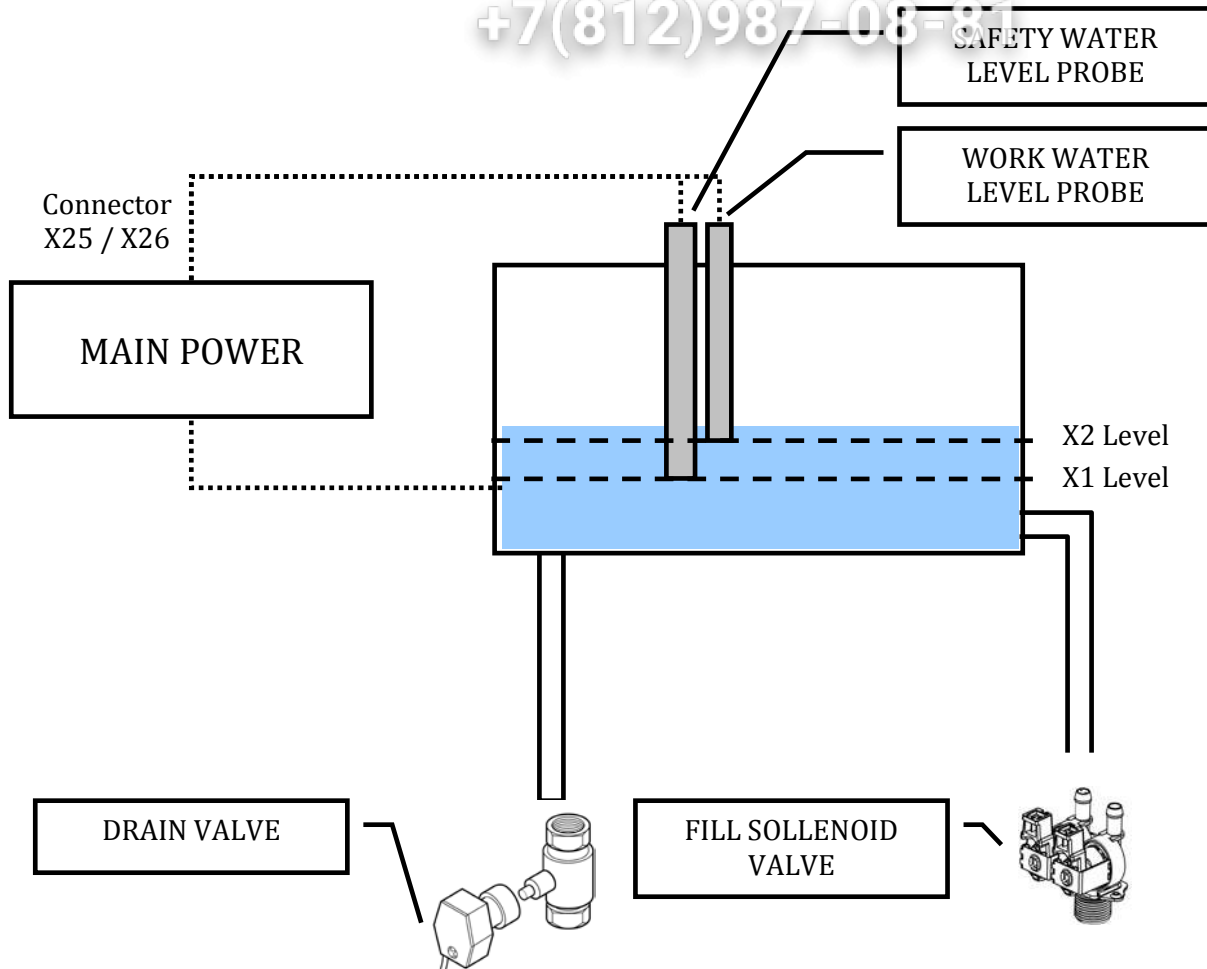 +7(812)987-08-81
SAFETY WATER
LEVEL PROBE
WORK WATER
LEVEL PROBE
Connector
X25 / X26
MAIN POWER
X2 Level
X1 Level
DRAIN VALVE
FILL SOLLENOID
VALVE